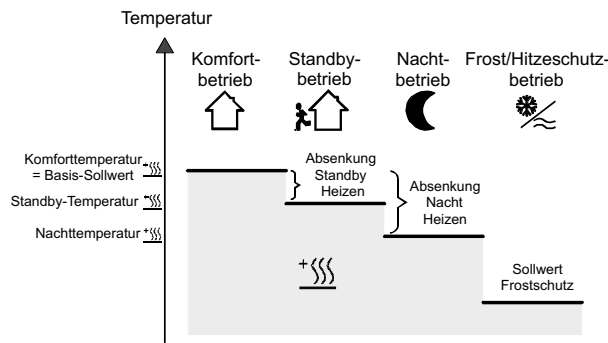 Temperatur
Komfort-
betrieb
Standby-
betrieb
Nacht-
betrieb
Frost/Hitzeschutz-
betrieb
Komforttemperatur
= Basis-Sollwert
Standby-Temperatur
Nachttemperatur
Absenkung
Standby
Heizen
Absenkung
Nacht
Heizen
Sollwert
Frostschutz